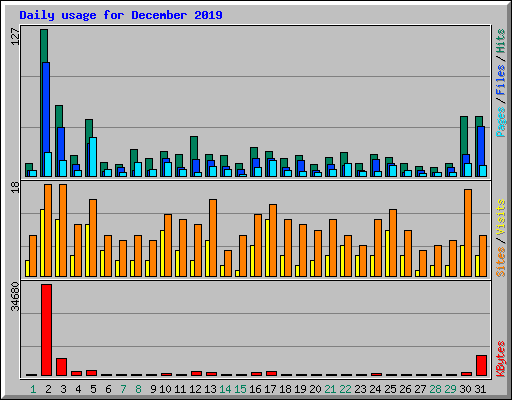 Daily usage for December 2019
127
Pages / Files / Hits
18
Sites / Visits
34680
KBytes
1 2 3 4 5 6 7 8 9 10 11 12 13 14 15 16 17 18 19 20 21 22 23 24 25 26 27 28 29 30 31